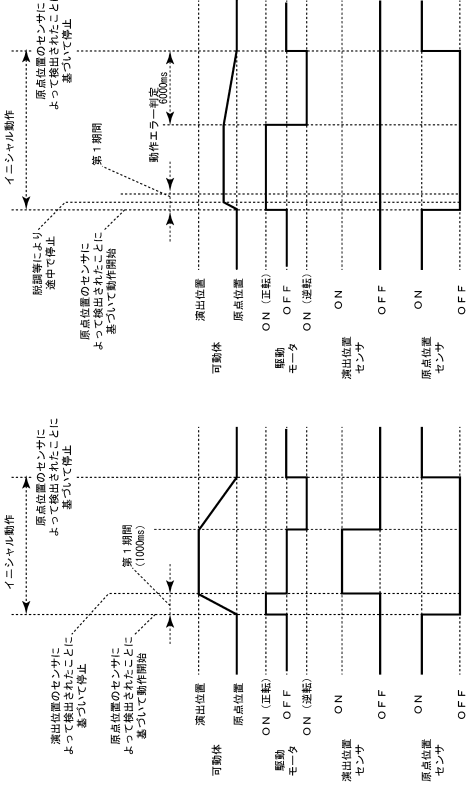 イニシャル動作
原点位置のセンサに
よって検出されたことに
基づいて停止
演出位置のセンサに
よって検出されたことに
基づいて停止
原点位置のセンサに
よって検出されたことに
基づいて動作開始
第1期間
(1000ms)
可動体
演出位置
原点位置
駆動
モータ
ON(正転)
OFF
ON(逆転)
演出位置
センサ
ON
OFF
原点位置
センサ
ON
OFF
イニシャル動作
原点位置のセンサに
よって検出されたことに
基づいて停止
脱調等により
途中で停止
原点位置のセンサに
よって検出されたことに
基づいて動作開始
第1期間
動作エラー判定
6000ms
可動体
演出位置
原点位置
駆動
モータ
ON(正転)
OFF
ON(逆転)
演出位置
センサ
ON
OFF
原点位置
センサ
ON
OFF